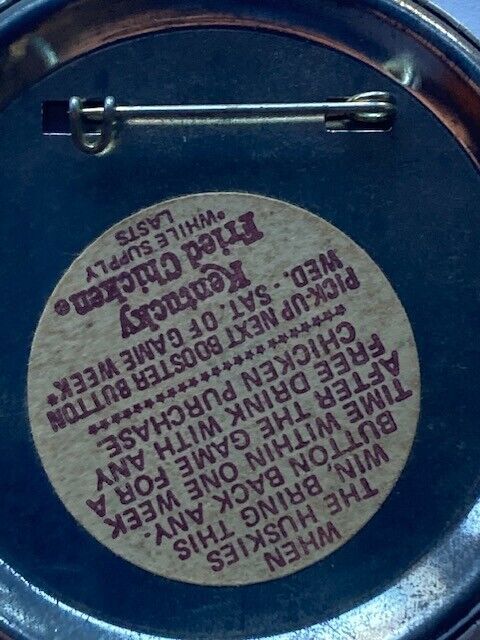 WHEN
THE HUSKIES
WIN, BRING THIS
BUTTON BACK ANY-
TIME WITHIN ONE WEEK
AFTER THE GAME FOR A
FREE DRINK WITH ANY
CHICKEN PURCHASE.
PICK-UP NEXT BOOSTER BUTTON
WED. - SAT. OF GAME WEEK*
Kentucky
Fried Chicken®
*WHILE SUPPLY
LASTS